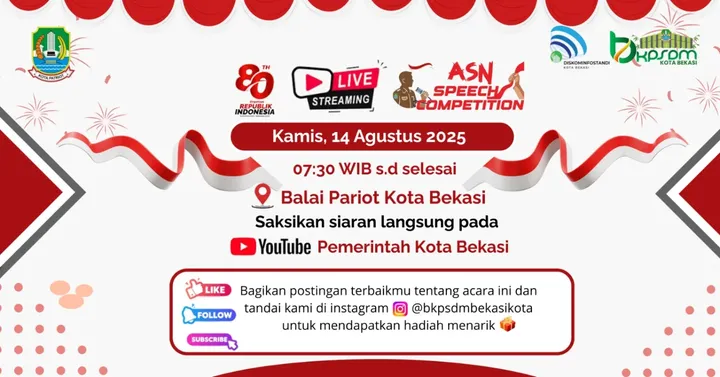 KOTA PATRIOT
80TH
REPUBLIK
INDONESIA
LIVE
STREAMING
ASN
SPEECH
COMPETITION
DISKOMINFOSTANDI
KOTA BEKASI
bkpsdm
KOTA BEKASI
Kamis, 14 Agustus 2025
07:30 WIB s.d selesai
Balai Pariot Kota Bekasi
Saksikan siaran langsung pada
YouTube Pemerintah Kota Bekasi
LIKE
FOLLOW
SUBSCRIBE
Bagikan postingan terbaikmu tentang acara ini dan
tandai kami di instagram @bkpsdmbekasikota
untuk mendapatkan hadiah menarik